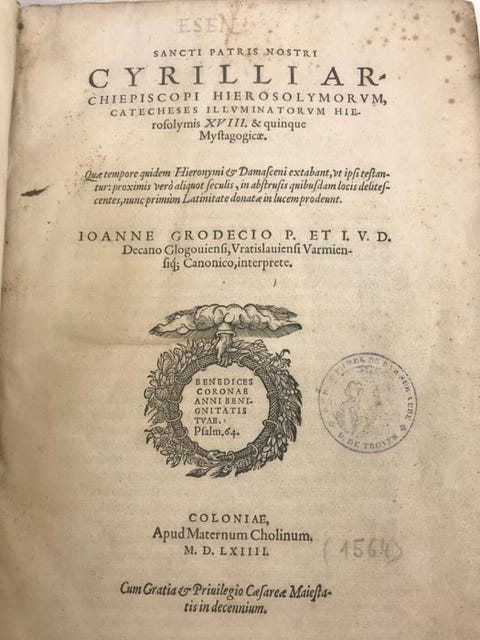 ESEN
SANCTI PATRIS NOSTRI
CYRILLI AR-
CHIEPISCOPI HIEROSOLYMORVM,
CATECHESES ILLVMINATORVM HIE-
rosolymis XVIII. & quinque
Mystagogicæ.
Quæ tempore quidem Hieronymi & Damasceni extabant, vt ipsi testan-
tur: proximis verò aliquot seculis, in abstrusis quibusdam locis delites-
centes, nunc primùm Latinitate donatæ in lucem prodeunt.
IOANNE GRODECIO P. ET I. V. D.
Decano Glogouiensi, Vratislauiensi Varmien-
siq; Canonico, interprete.
BENEDICES
CORONAE
ANNI BENI-
GNITATIS
TVAE.
Psalm. 64.
DE TROYES
COLONIAE,
Apud Maternum Cholinum.
M. D. LXIIII.
(1564)
Cum Gratia & Priuilegio Cæsareæ Maiesta-
tis in decennium.